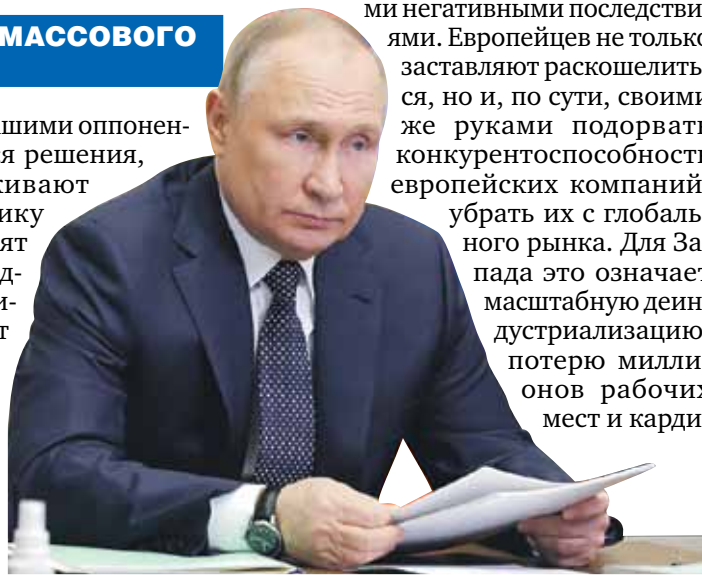 МАССОВОГО
шими оппонен-
я решения,
живают
ику
ят
д-
и-
т
ми негативными последстви
ями. Европейцев не только
заставляют раскошелить
ся, но и, по сути, своими
же руками подорвать
конкурентоспособность
европейских компаний
убрать их с глобаль
ного рынка. Для За
пада это означает
масштабную деин
дустриализацию
потерю милли
онов рабочих
мест и карди